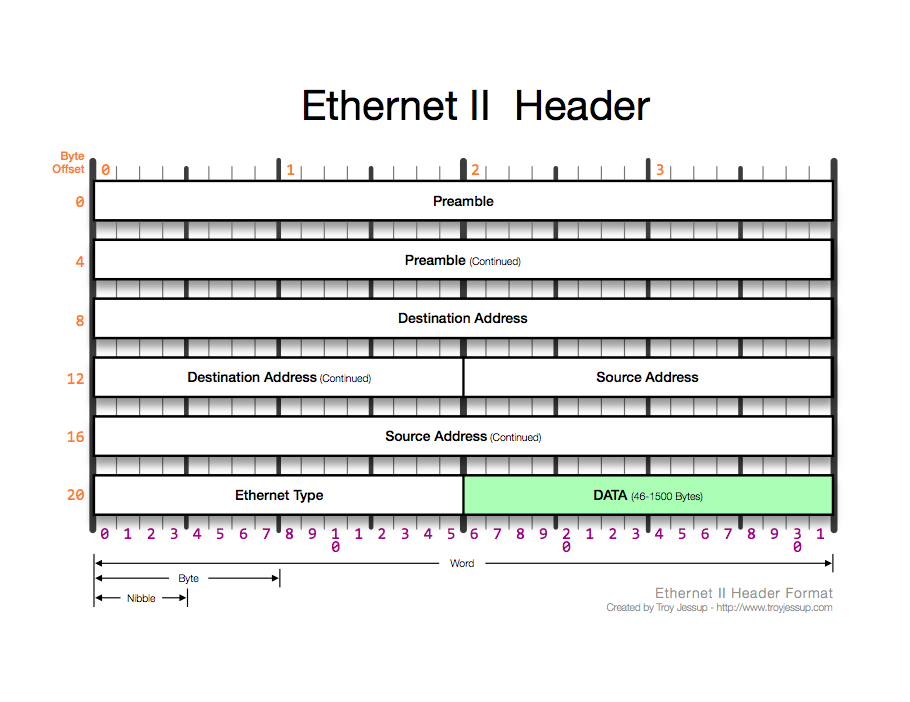 Ethernet II  Header
Byte
Offset
0 1 2 3
0 Preamble
4 Preamble (Continued)
8 Destination Address
12 Destination Address (Continued) Source Address
16 Source Address (Continued)
20 Ethernet Type DATA (46-1500 Bytes)
0 1 2 3 4 5 6 7 8 9 1 1 2 3 4 5 6 7 8 9 2 1 2 3 4 5 6 7 8 9 3 1
0 0 0
Word
Byte
Nibble
Ethernet II Header Format
Created by Troy Jessup - http://www.troyjessup.com